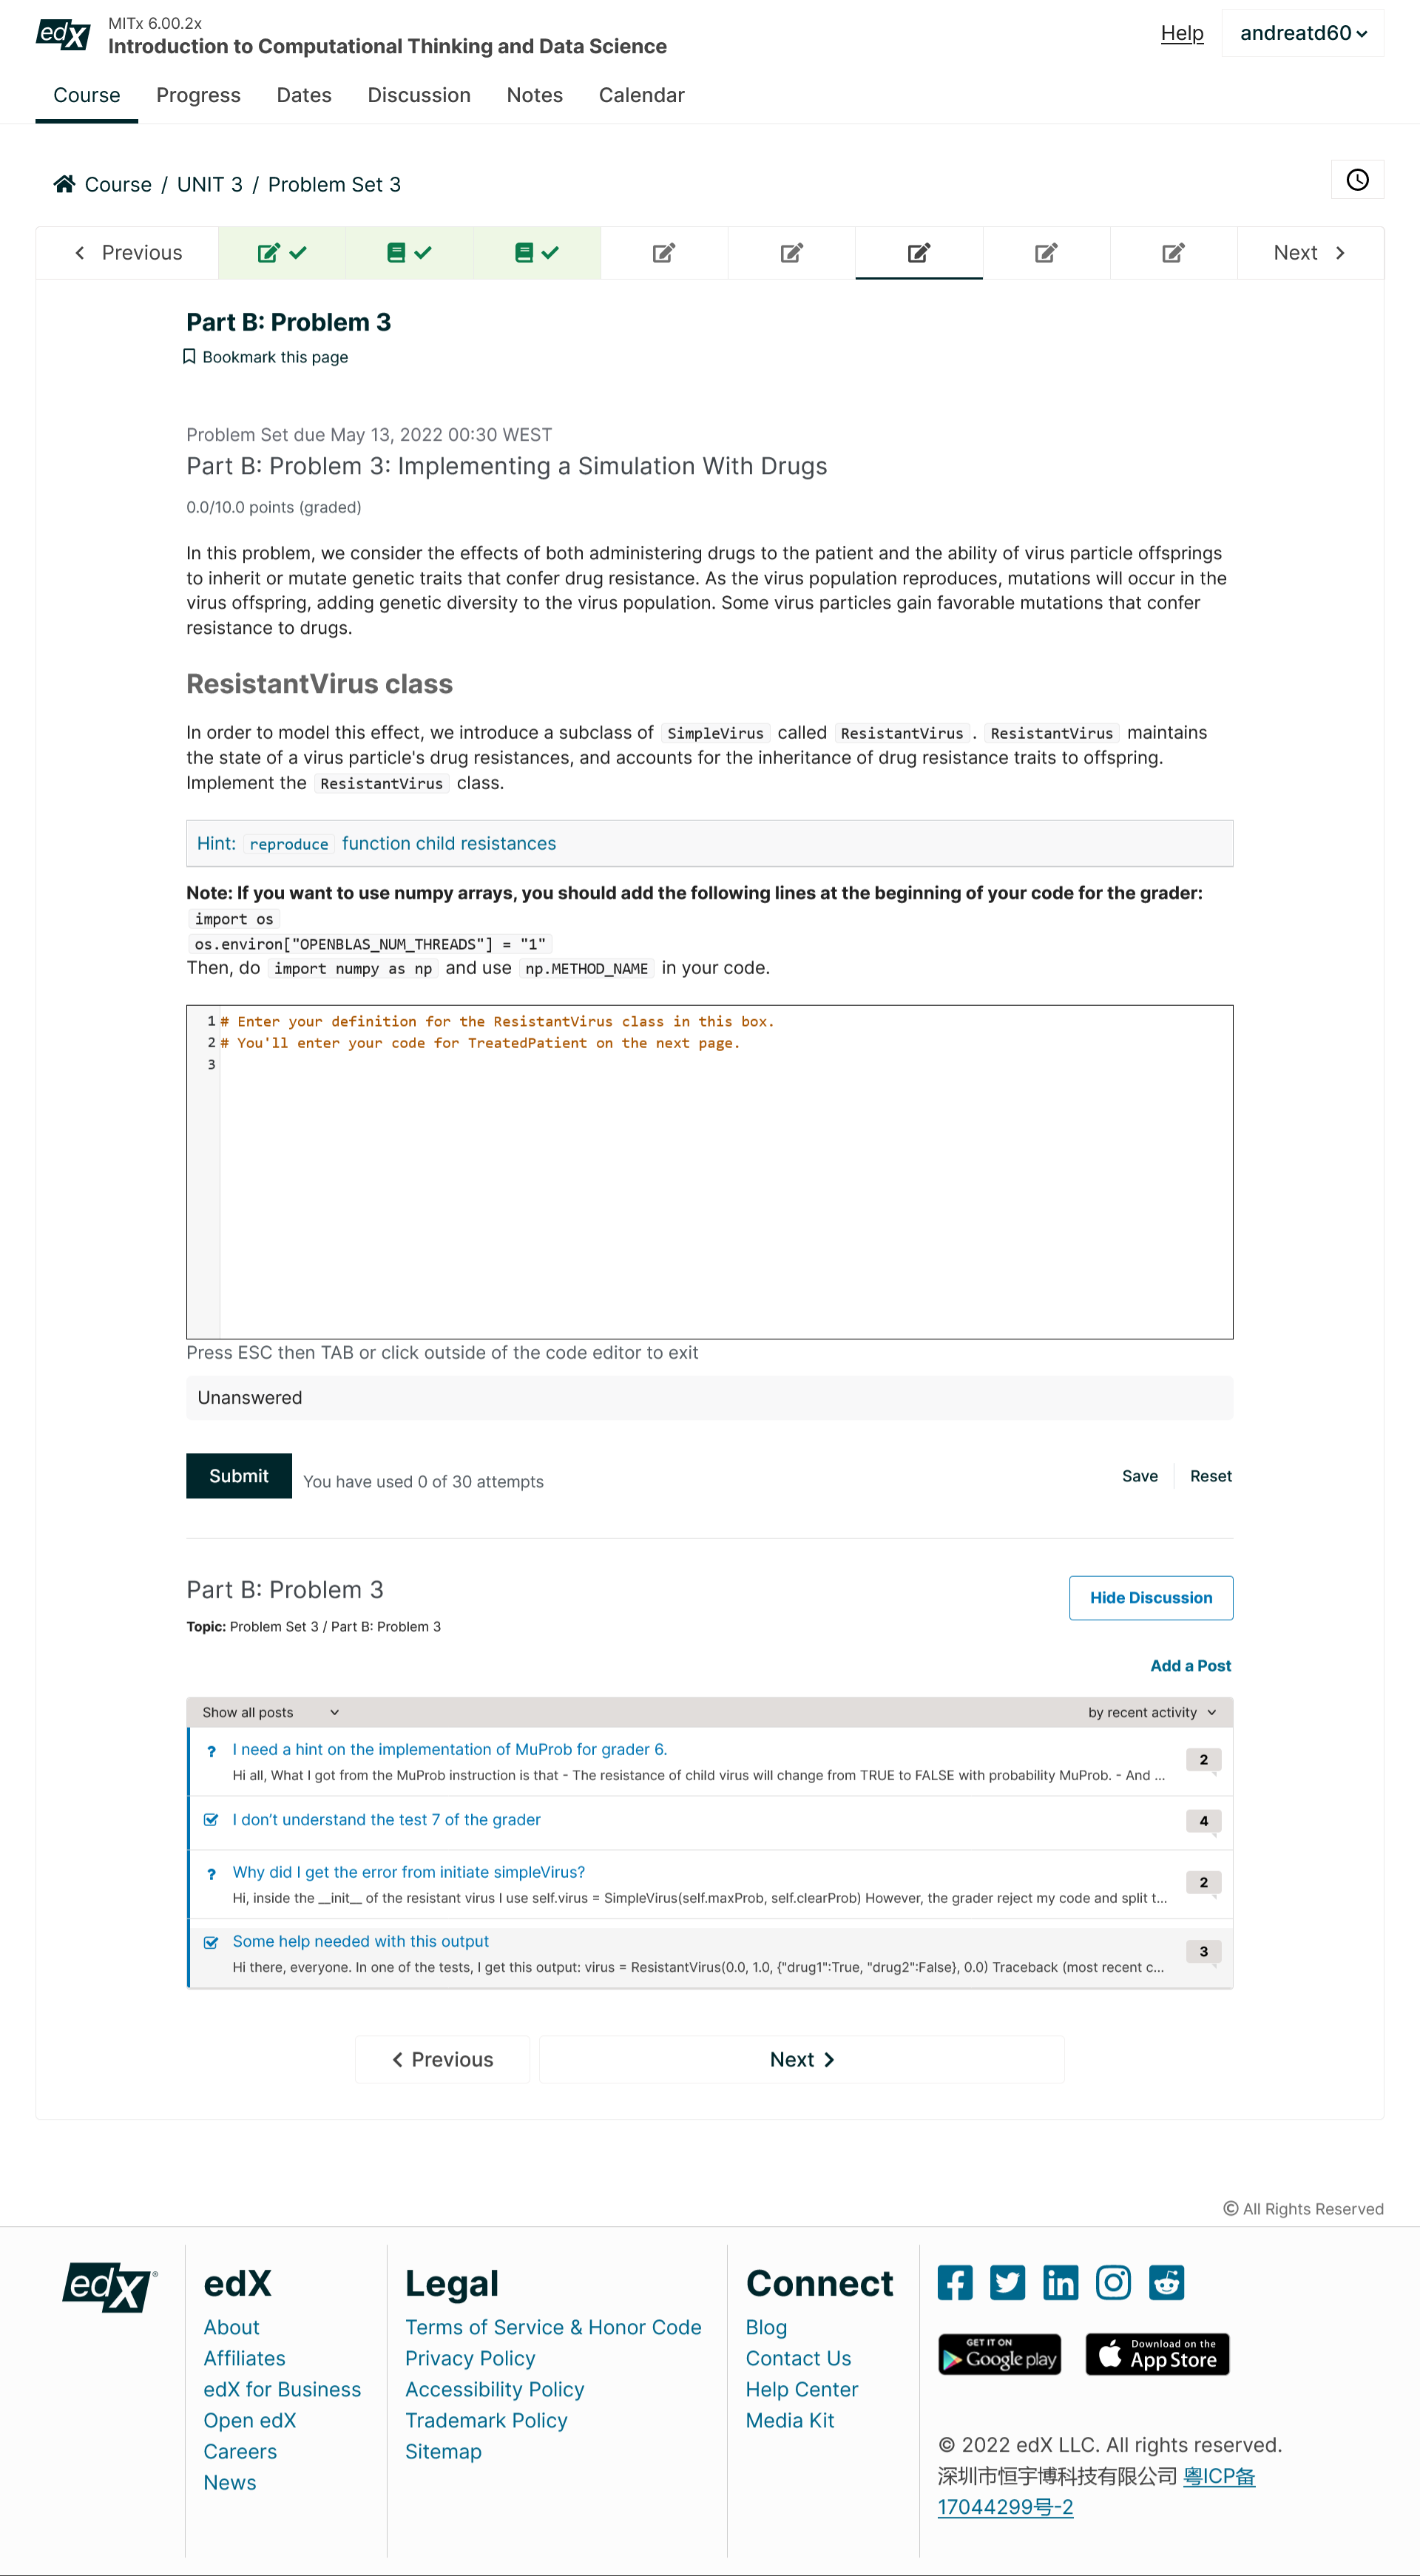 edX
MITx 6.00.2x
Introduction to Computational Thinking and Data Science
Help
andreatd60
Course Progress Dates Discussion Notes Calendar
Course / UNIT 3 / Problem Set 3
Previous
Next
Part B: Problem 3
Bookmark this page
Problem Set due May 13, 2022 00:30 WEST
Part B: Problem 3: Implementing a Simulation With Drugs
0.0/10.0 points (graded)
In this problem, we consider the effects of both administering drugs to the patient and the ability of virus particle offsprings
to inherit or mutate genetic traits that confer drug resistance. As the virus population reproduces, mutations will occur in the
virus offspring, adding genetic diversity to the virus population. Some virus particles gain favorable mutations that confer
resistance to drugs.
ResistantVirus class
In order to model this effect, we introduce a subclass of SimpleVirus called ResistantVirus. ResistantVirus maintains
the state of a virus particle's drug resistances, and accounts for the inheritance of drug resistance traits to offspring.
Implement the ResistantVirus class.
Hint: reproduce function child resistances
Note: If you want to use numpy arrays, you should add the following lines at the beginning of your code for the grader:
import os
os.environ["OPENBLAS_NUM_THREADS"] = "1"
Then, do import numpy as np and use np.METHOD_NAME in your code.
1 # Enter your definition for the ResistantVirus class in this box.
2 # You'll enter your code for TreatedPatient on the next page.
3
Press ESC then TAB or click outside of the code editor to exit
Unanswered
Submit
You have used 0 of 30 attempts
Save
Reset
Part B: Problem 3
Hide Discussion
Topic: Problem Set 3 / Part B: Problem 3
Add a Post
Show all posts
by recent activity
? I need a hint on the implementation of MuProb for grader 6.
Hi all, What I got from the MuProb instruction is that - The resistance of child virus will change from TRUE to FALSE with probability MuProb. - And ...
2
I don't understand the test 7 of the grader
4
? Why did I get the error from initiate simpleVirus?
Hi, inside the __init__ of the resistant virus I use self.virus = SimpleVirus(self.maxProb, self.clearProb) However, the grader reject my code and split t...
2
Some help needed with this output
Hi there, everyone. In one of the tests, I get this output: virus = ResistantVirus(0.0, 1.0, {"drug1":True, "drug2":False}, 0.0) Traceback (most recent c...
3
Previous
Next
© All Rights Reserved
edX®
edX
About
Affiliates
edX for Business
Open edX
Careers
News
Legal
Terms of Service & Honor Code
Privacy Policy
Accessibility Policy
Trademark Policy
Sitemap
Connect
Blog
Contact Us
Help Center
Media Kit
GET IT ON
Google play
Download on the
App Store
© 2022 edX LLC. All rights reserved.
深圳市恒宇博科技有限公司 粤ICP备
17044299号-2